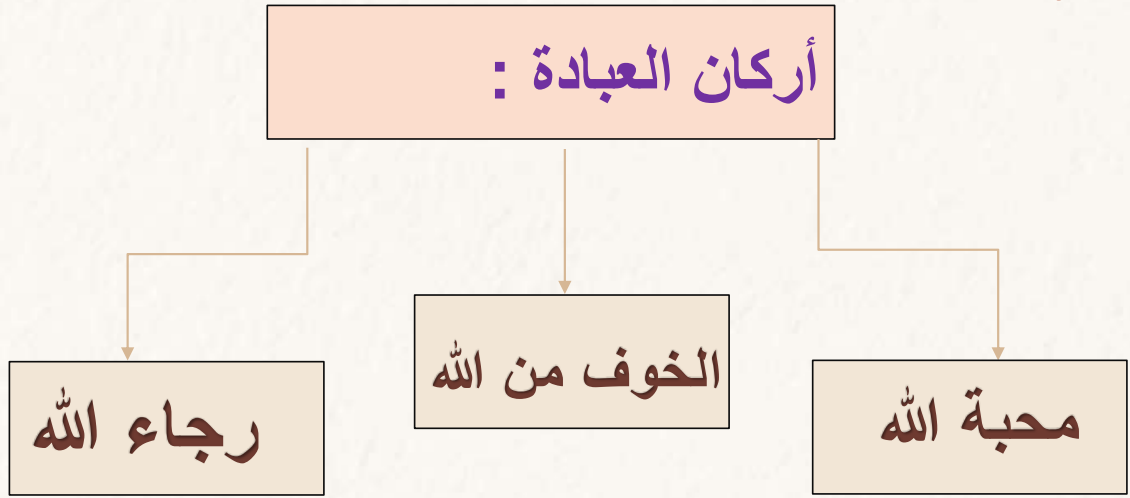 أركان العبادة :
محبة الله
الخوف من الله
رجاء الله